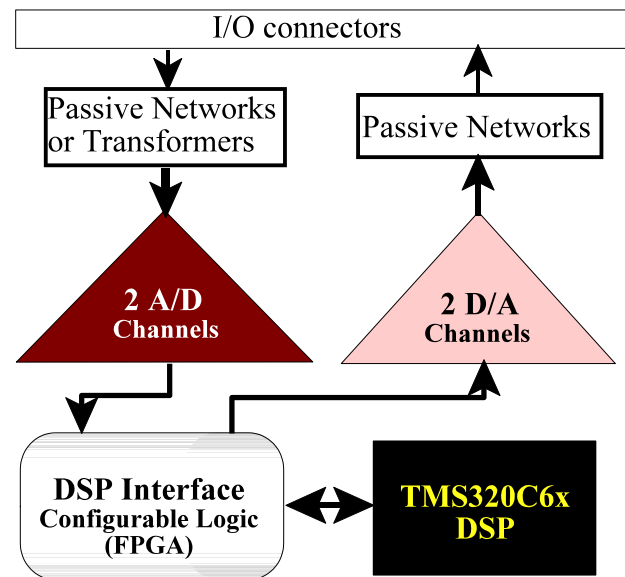 I/O connectors
Passive Networks
or Transformers
Passive Networks
2 A/D
Channels
2 D/A
Channels
DSP Interface
Configurable Logic
(FPGA)
TMS320C6x
DSP